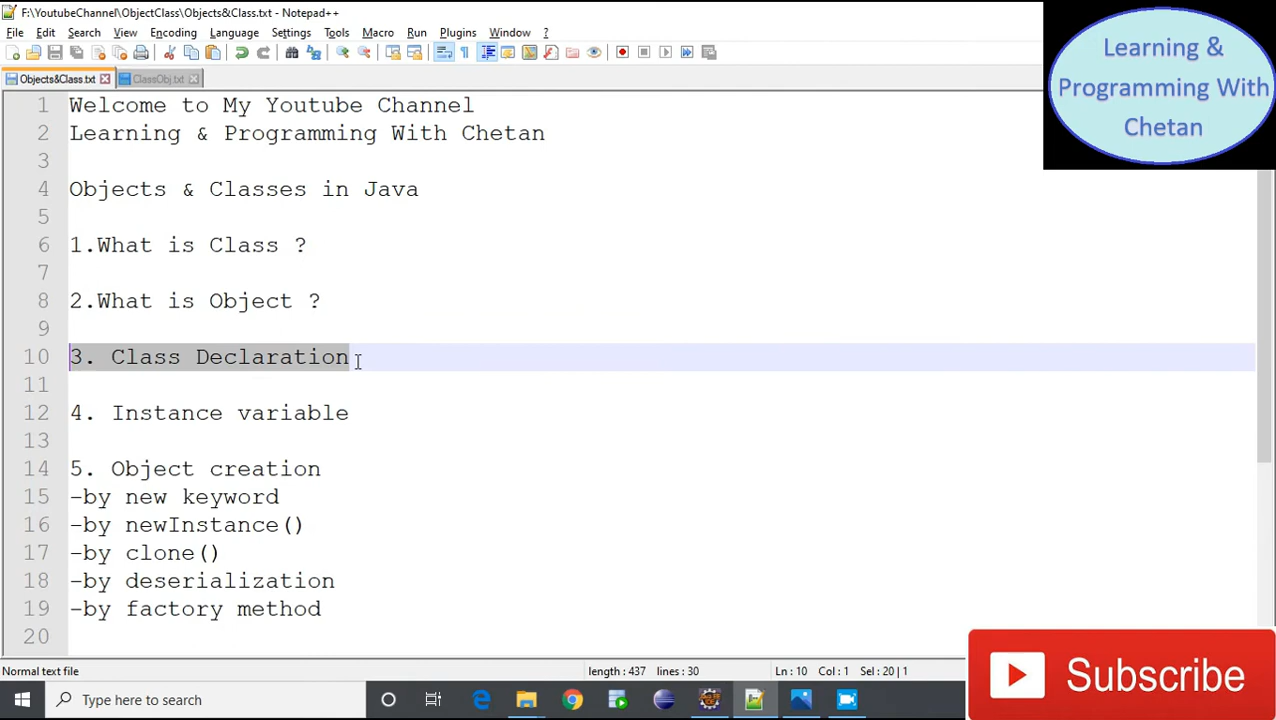 F:\YoutubeChannel\ObjectClass\Objects&Class.txt - Notepad++
File Edit Search View Encoding Language Settings Tools Macro Run Plugins Window ?
Objects&Class.txt ClassObj.txt
1 Welcome to My Youtube Channel
2 Learning & Programming With Chetan
3
4 Objects & Classes in Java
5
6 1.What is Class ?
7
8 2.What is Object ?
9
10 3. Class Declaration
11
12 4. Instance variable
13
14 5. Object creation
15 -by new keyword
16 -by newInstance()
17 -by clone()
18 -by deserialization
19 -by factory method
20
Learning &
Programming With
Chetan
Normal text file length : 437 lines : 30 Ln : 10 Col : 1 Sel : 20 | 1
Type here to search
Subscribe